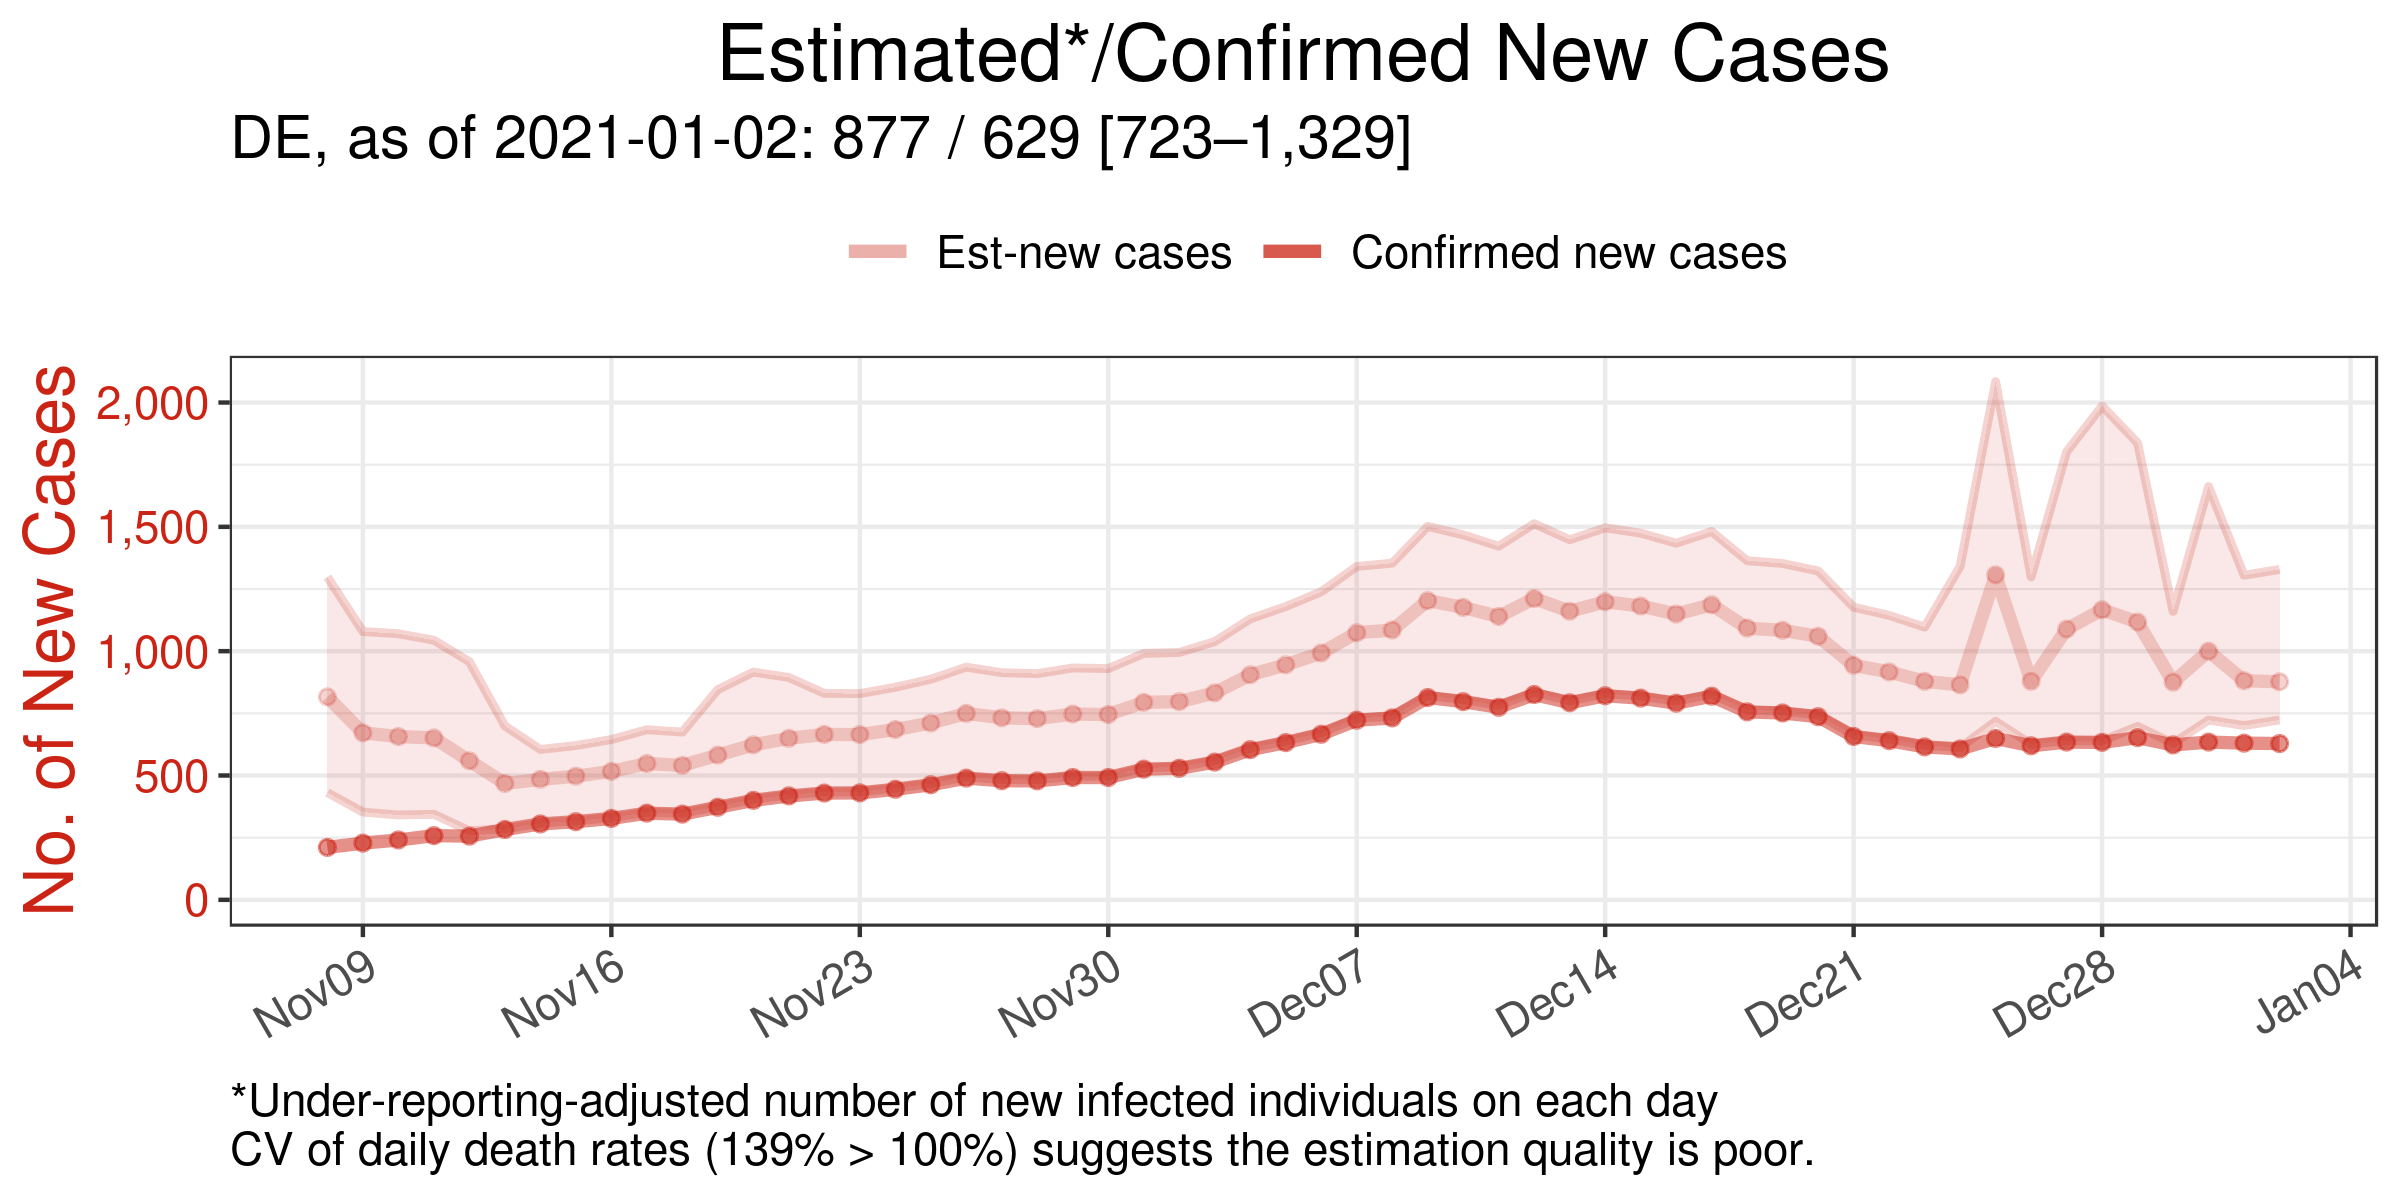 Estimated*/Confirmed New Cases
DE, as of 2021-01-02: 877 / 629 [723–1,329]
Est-new cases
Confirmed new cases
No. of New Cases
2,000
1,500
1,000
500
0
Nov09
Nov16
Nov23
Nov30
Dec07
Dec14
Dec21
Dec28
Jan04
*Under-reporting-adjusted number of new infected individuals on each day
CV of daily death rates (139% > 100%) suggests the estimation quality is poor.